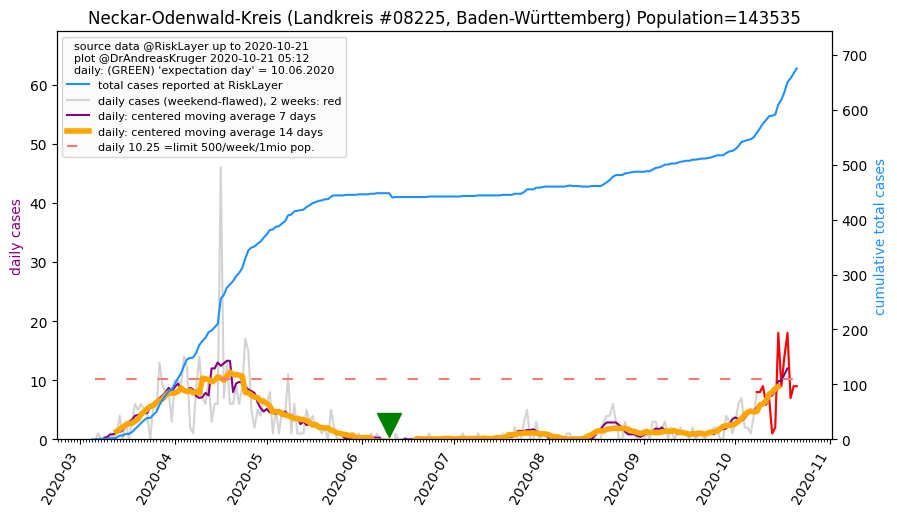 Neckar-Odenwald-Kreis (Landkreis #08225, Baden-Württemberg) Population=143535
source data @RiskLayer up to 2020-10-21
plot @DrAndreasKruger 2020-10-21 05:12
daily: (GREEN) 'expectation day' = 10.06.2020
total cases reported at RiskLayer
daily cases (weekend-flawed), 2 weeks: red
daily: centered moving average 7 days
daily: centered moving average 14 days
daily 10.25 =limit 500/week/1mio pop.
daily cases
0
10
20
30
40
50
60
cumulative total cases
0
100
200
300
400
500
600
700
2020-03
2020-04
2020-05
2020-06
2020-07
2020-08
2020-09
2020-10
2020-11